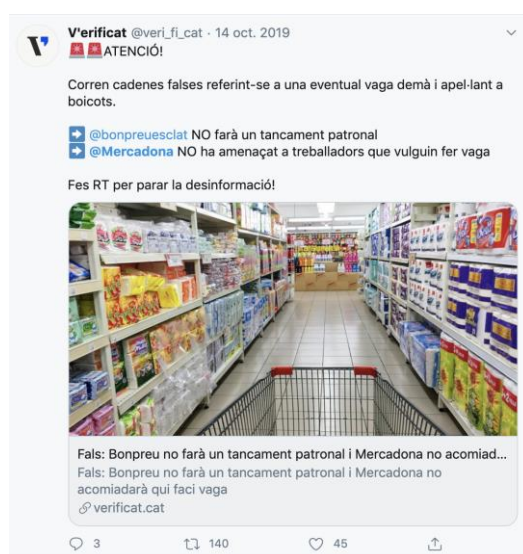 V'erificat @veri_fi_cat · 14 oct. 2019
🚨🚨ATENCIÓ!
Corren cadenes falses referint-se a una eventual vaga demà i apel·lant a
boicots.
➡️ @bonpreuesclat NO farà un tancament patronal
➡️ @Mercadona NO ha amenaçat a treballadors que vulguin fer vaga
Fes RT per parar la desinformació!
Fals: Bonpreu no farà un tancament patronal i Mercadona no acomiad...
Fals: Bonpreu no farà un tancament patronal i Mercadona no
acomiadarà qui faci vaga
verificat.cat
3 140 45